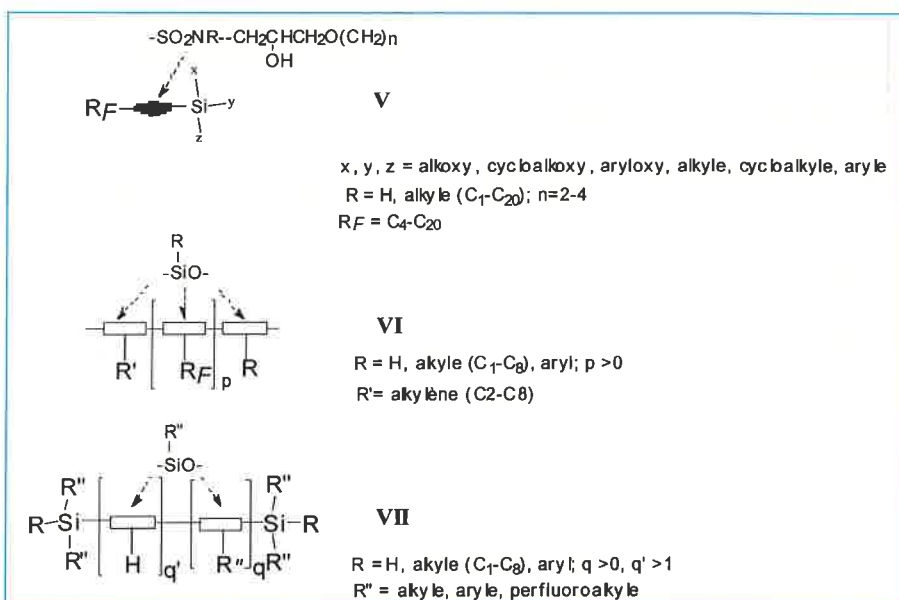 -SO2NR--CH2CHCH2O(CH2)n
OH
x
RF Si y
z
V
x, y, z = alkoxy, cycloalkoxy, aryloxy, alkyle, cycloalkyle, aryle
R = H, alkyle (C1-C20); n=2-4
RF = C4-C20
R
-SiO-
VI
R' RF p R
R = H, akyle (C1-C8), aryl; p >0
R'= alkylène (C2-C8)
R"
-SiO-
R" R"
R Si Si R
VII
R" H q' R" q R"
R = H, akyle (C1-C8), aryl; q >0, q' >1
R" = akyle, aryle, perfluoroakyle